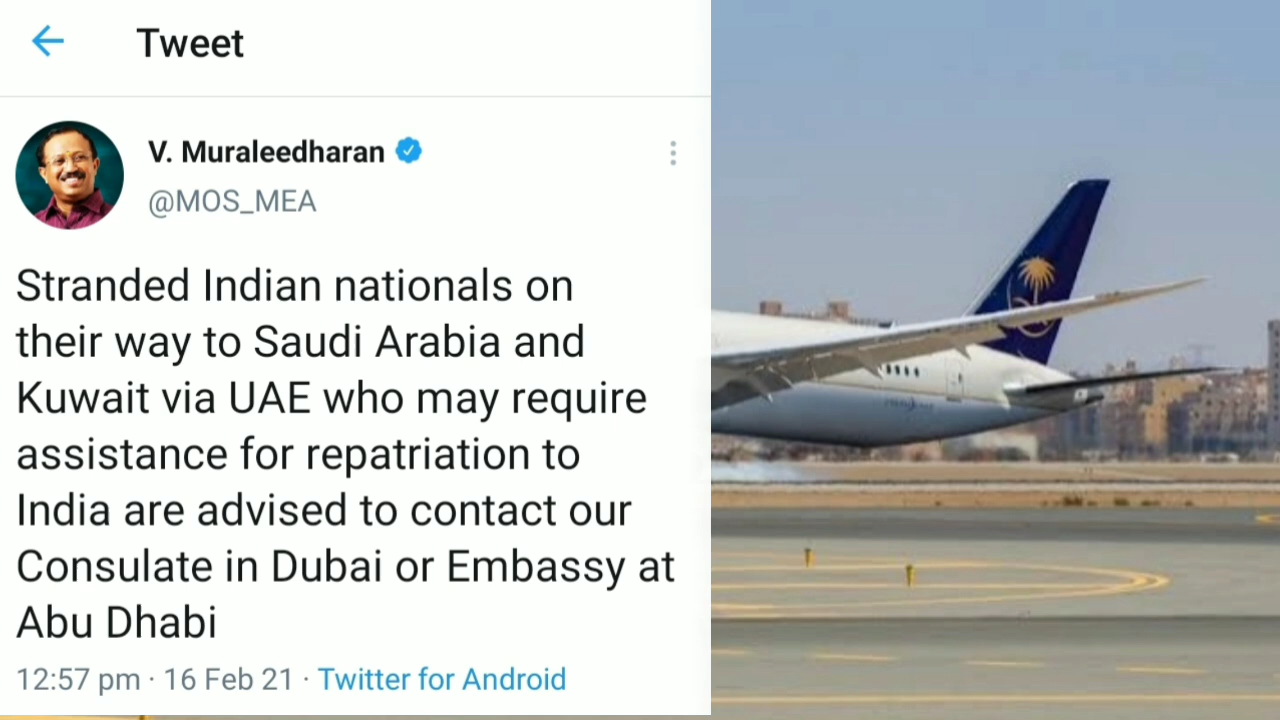 Tweet
V. Muraleedharan
@MOS_MEA
Stranded Indian nationals on
their way to Saudi Arabia and
Kuwait via UAE who may require
assistance for repatriation to
India are advised to contact our
Consulate in Dubai or Embassy at
Abu Dhabi
12:57 pm · 16 Feb 21 · Twitter for Android